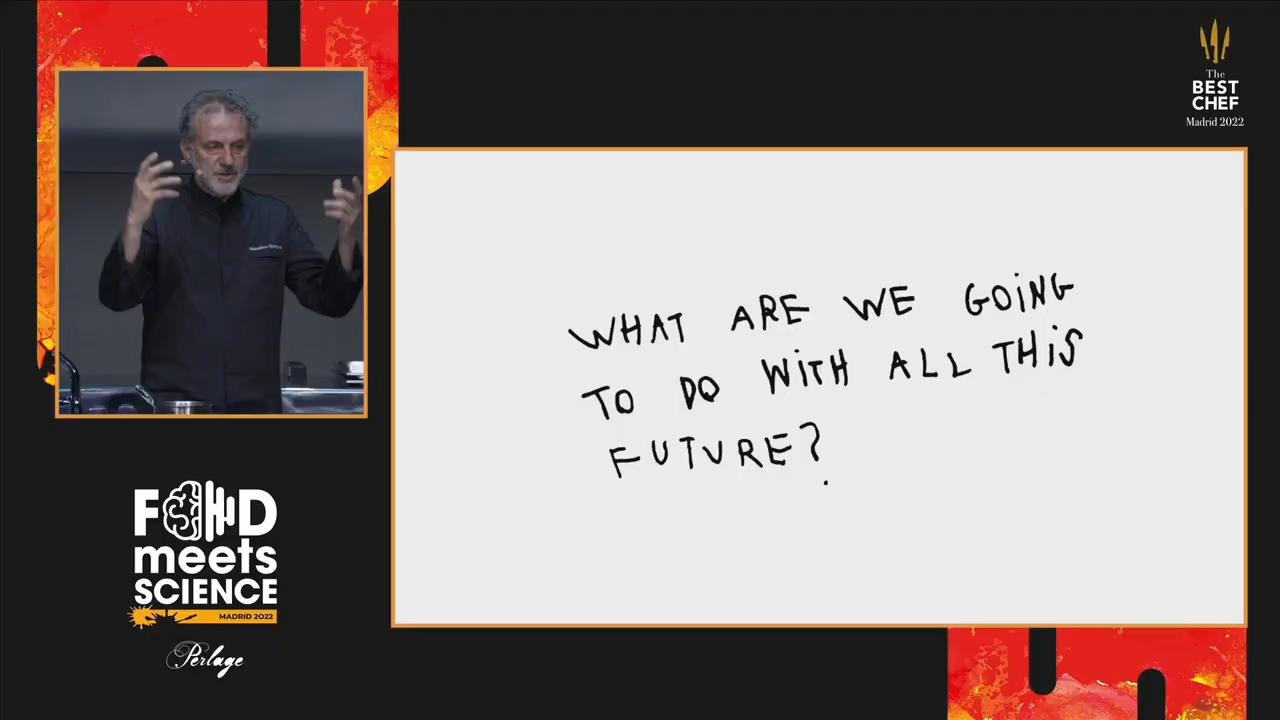 The
BEST
CHEF
Madrid 2022
WHAT ARE WE GOING
TO DO WITH ALL THIS
FUTURE?
FOOD
meets
SCIENCE
MADRID 2022
Perlage